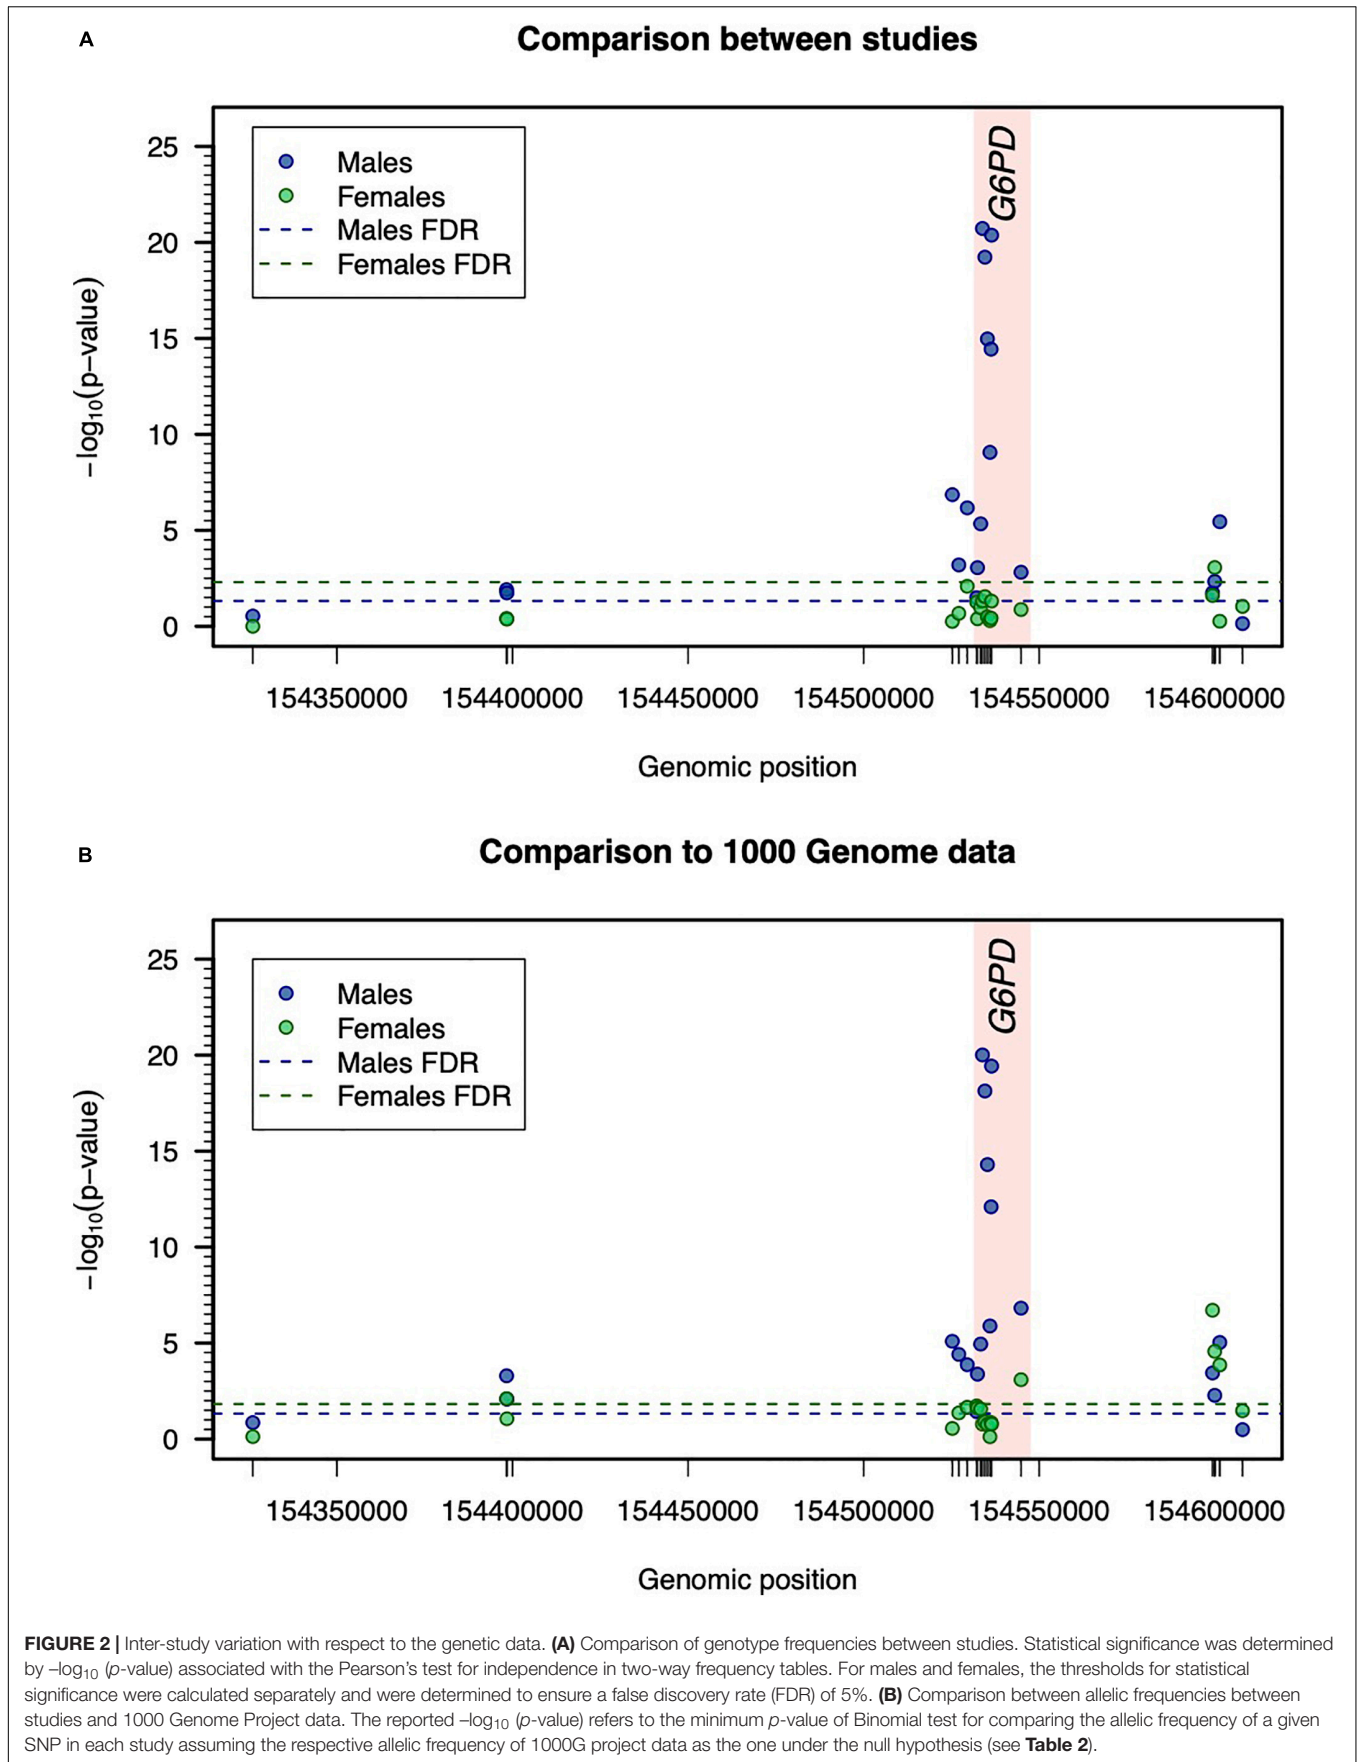 A
Comparison between studies
25
20
15
10
5
0
−log10(p−value)
Males
Females
Males FDR
Females FDR
G6PD
154350000 154400000 154450000 154500000 154550000 154600000
Genomic position
B
Comparison to 1000 Genome data
25
20
15
10
5
0
−log10(p−value)
Males
Females
Males FDR
Females FDR
G6PD
154350000 154400000 154450000 154500000 154550000 154600000
Genomic position
FIGURE 2 | Inter-study variation with respect to the genetic data. (A) Comparison of genotype frequencies between studies. Statistical significance was determined
by –log10 (p-value) associated with the Pearson's test for independence in two-way frequency tables. For males and females, the thresholds for statistical
significance were calculated separately and were determined to ensure a false discovery rate (FDR) of 5%. (B) Comparison between allelic frequencies between
studies and 1000 Genome Project data. The reported –log10 (p-value) refers to the minimum p-value of Binomial test for comparing the allelic frequency of a given
SNP in each study assuming the respective allelic frequency of 1000G project data as the one under the null hypothesis (see Table 2).